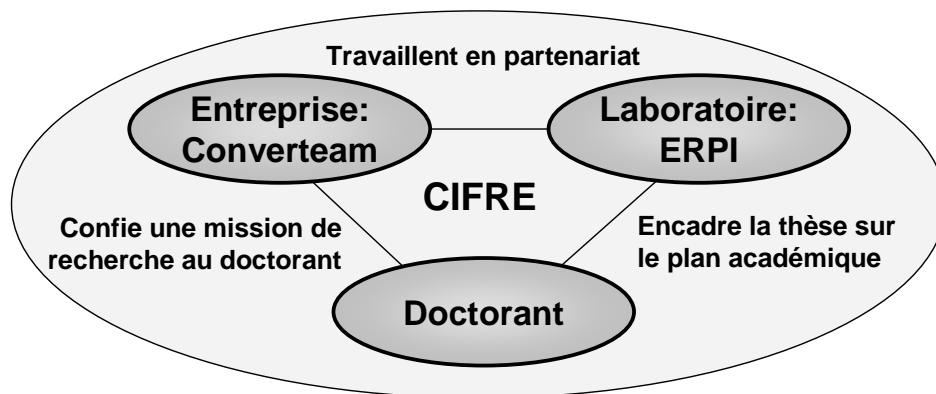 Travaillent en partenariat
Entreprise:
Converteam
Laboratoire:
ERPI
CIFRE
Confie une mission de
recherche au doctorant
Encadre la thèse sur
le plan académique
Doctorant